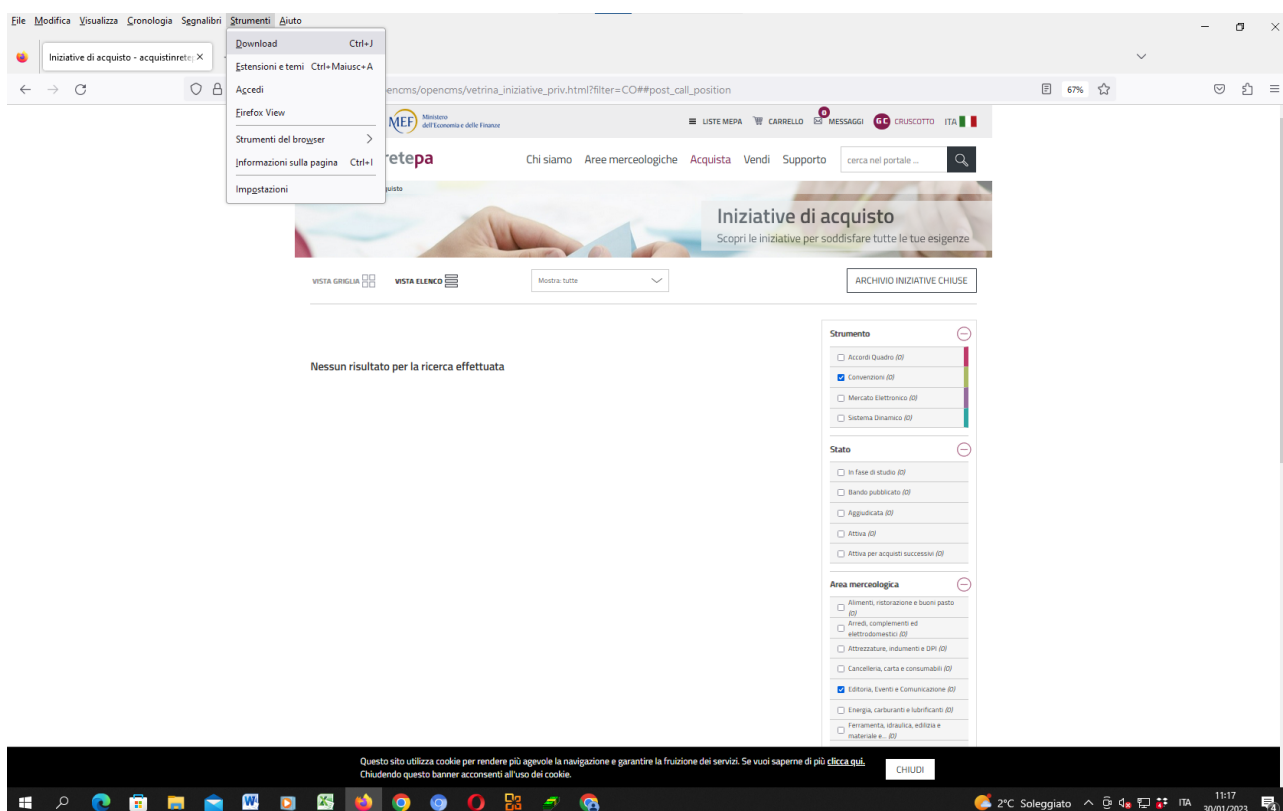 File Modifica Visualizza Cronologia Segnalibri Strumenti Aiuto
Iniziative di acquisto - acquistinrete
Download Ctrl+J
Estensioni e temi Ctrl+Maiusc+A
Accedi
Firefox View
Strumenti del browser
Informazioni sulla pagina Ctrl+I
Impostazioni
encms/opencms/vetrina_iniziative_priv.html?filter=CO##post_call_position
67%
MEF Ministero
dell'Economia e delle Finanze
LISTE MEPA CARRELLO 0 MESSAGGI GC CRUSCOTTO ITA
retepa
Chi siamo Aree merceologiche Acquista Vendi Supporto cerca nel portale ...
quisto
Iniziative di acquisto
Scopri le iniziative per soddisfare tutte le tue esigenze
VISTA GRIGLIA VISTA ELENCO Mostra: tutte ARCHIVIO INIZIATIVE CHIUSE
Nessun risultato per la ricerca effettuata
Strumento
Accordi Quadro (0)
Convenzioni (0)
Mercato Elettronico (0)
Sistema Dinamico (0)
Stato
In fase di studio (0)
Bando pubblicato (0)
Aggiudicata (0)
Attiva (0)
Attiva per acquisti successivi (0)
Area merceologica
Alimenti, ristorazione e buoni pasto
(0)
Arredi, complementi ed
elettrodomestici (0)
Attrezzature, indumenti e DPI (0)
Cancelleria, carta e consumabili (0)
Editoria, Eventi e Comunicazione (0)
Energia, carburanti e lubrificanti (0)
Ferramenta, idraulica, edilizia e
materiale e... (0)
Questo sito utilizza cookie per rendere più agevole la navigazione e garantire la fruizione dei servizi. Se vuoi saperne di più clicca qui.
Chiudendo questo banner acconsenti all'uso dei cookie.
CHIUDI
2°C Soleggiato ITA 11:17
30/01/2023